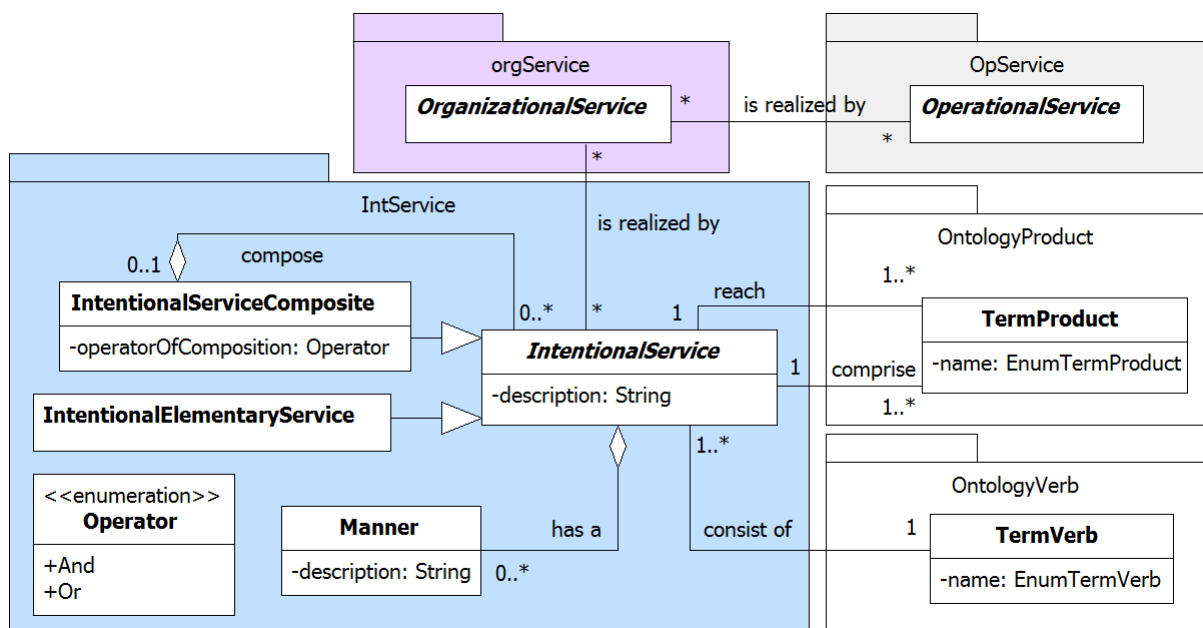 orgService
OrganizationalService
*
is realized by
*
OpService
OperationalService
*
is realized by
*
IntService
compose
0..1
0..*
IntentionalServiceComposite
-operatorOfComposition: Operator
IntentionalElementaryService
IntentionalService
-description: String
<<enumeration>>
Operator
+And
+Or
Manner
-description: String
has a
0..*
OntologyProduct
1..*
reach
1
TermProduct
-name: EnumTermProduct
1
comprise
1..*
1..*
consist of
1
OntologyVerb
TermVerb
-name: EnumTermVerb